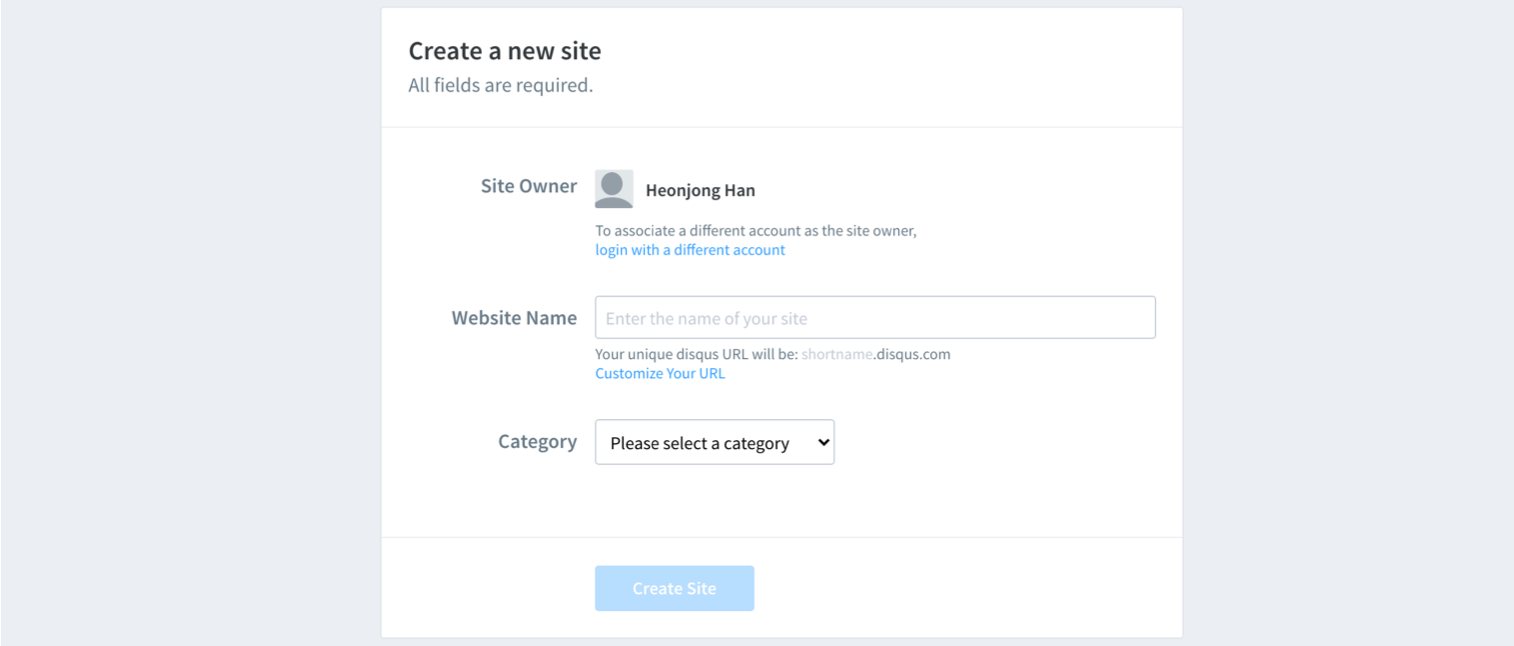 Create a new site
All fields are required.
Site Owner
Heonjong Han
To associate a different account as the site owner,
login with a different account
Website Name
Enter the name of your site
Your unique disqus URL will be: shortname.disqus.com
Customize Your URL
Category
Please select a category
Create Site